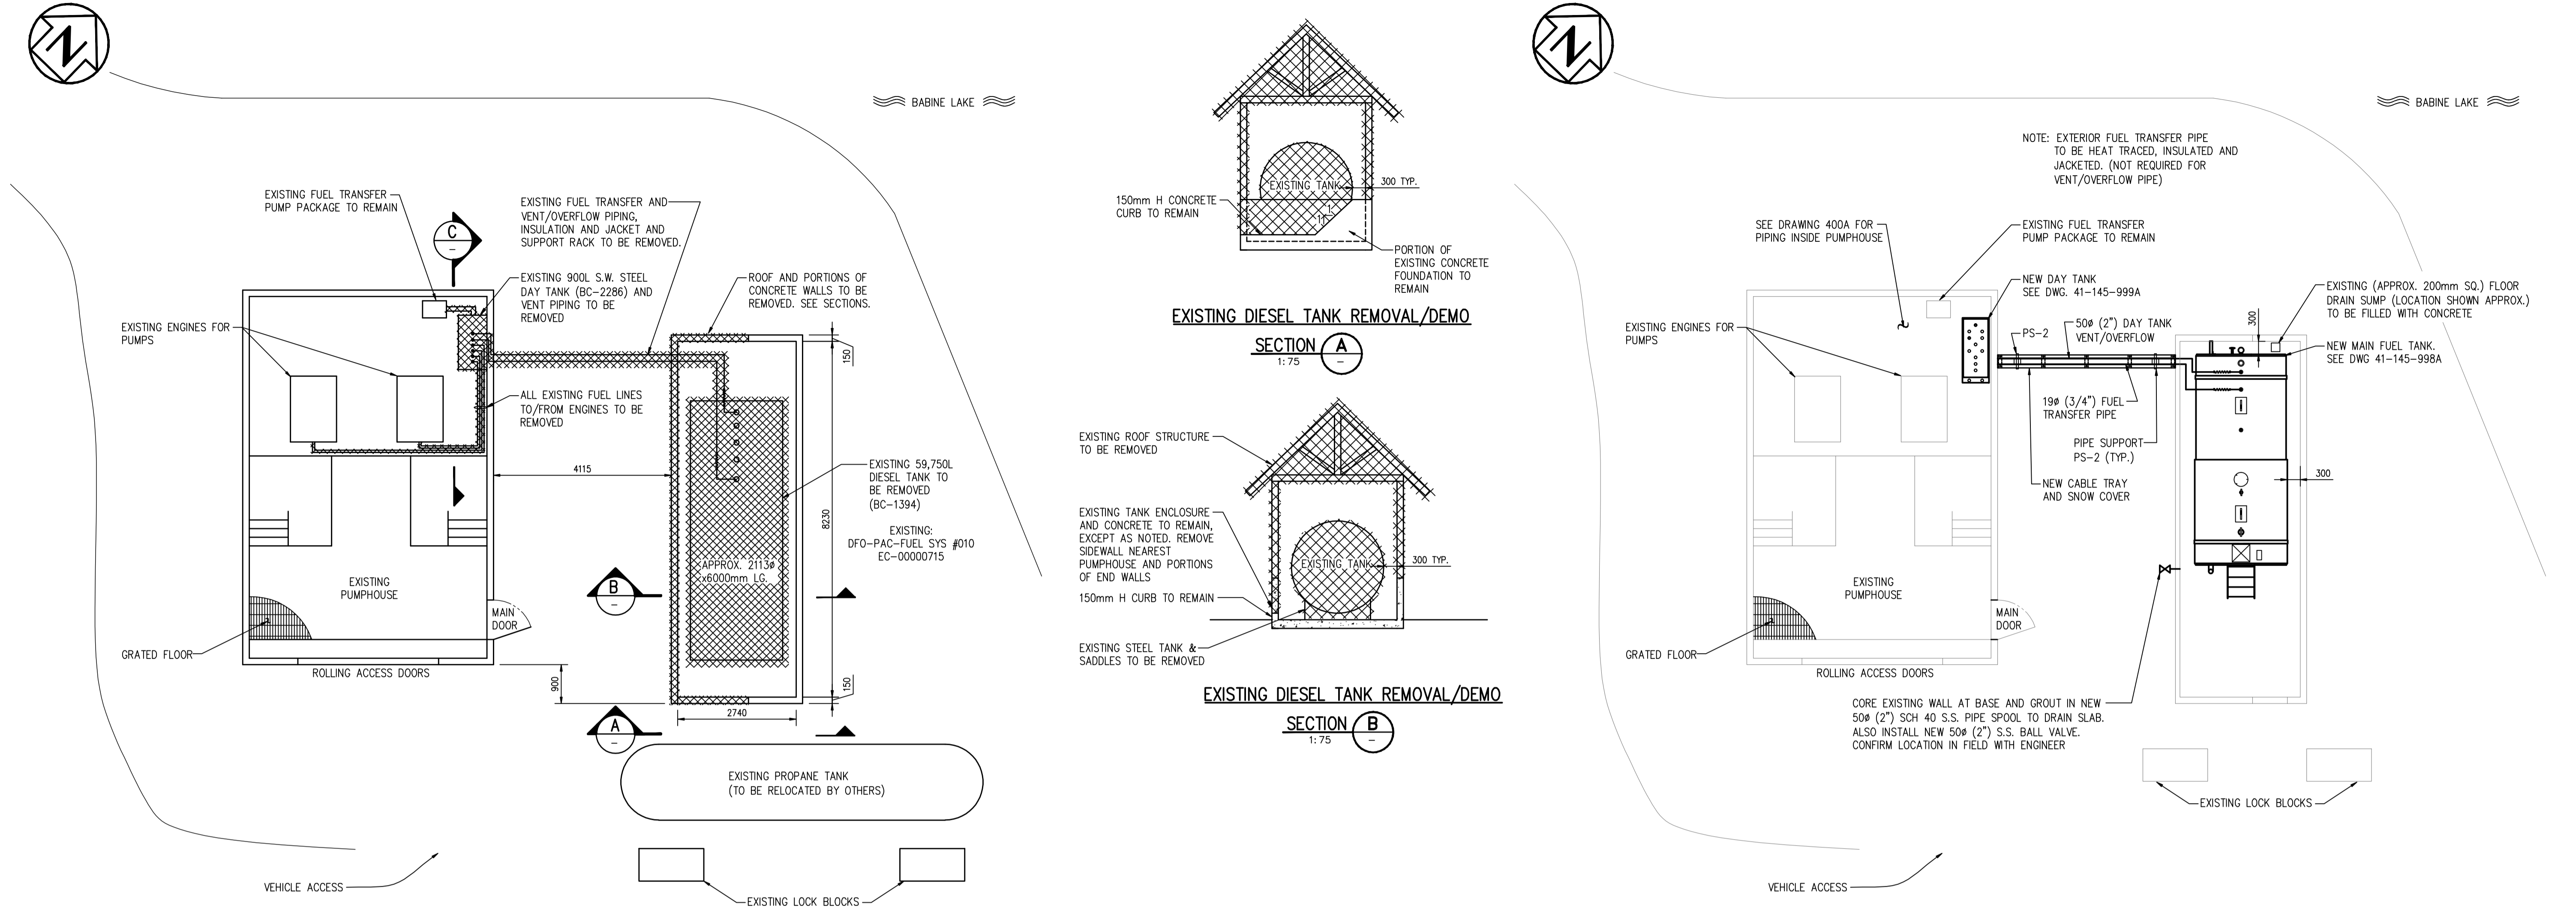 N
BABINE LAKE
EXISTING FUEL TRANSFER
PUMP PACKAGE TO REMAIN
C
-
EXISTING FUEL TRANSFER AND
VENT/OVERFLOW PIPING,
INSULATION AND JACKET AND
SUPPORT RACK TO BE REMOVED.
EXISTING 900L S.W. STEEL
DAY TANK (BC-2286) AND
VENT PIPING TO BE
REMOVED
ROOF AND PORTIONS OF
CONCRETE WALLS TO BE
REMOVED. SEE SECTIONS.
EXISTING ENGINES FOR
PUMPS
150
ALL EXISTING FUEL LINES
TO/FROM ENGINES TO BE
REMOVED
4115
EXISTING 59,750L
DIESEL TANK TO
BE REMOVED
(BC-1394)
8230
EXISTING:
DFO-PAC-FUEL SYS #010
EC-00000715
APPROX. 2113ø
x6000mm LG.
EXISTING
PUMPHOUSE
B
-
MAIN
DOOR
GRATED FLOOR
ROLLING ACCESS DOORS
900
150
2740
A
-
EXISTING PROPANE TANK
(TO BE RELOCATED BY OTHERS)
VEHICLE ACCESS
EXISTING LOCK BLOCKS
EXISTING TANK
300 TYP.
150mm H CONCRETE
CURB TO REMAIN
1
1
PORTION OF
EXISTING CONCRETE
FOUNDATION TO
REMAIN
EXISTING DIESEL TANK REMOVAL/DEMO
SECTION A
1:75 -
EXISTING ROOF STRUCTURE
TO BE REMOVED
EXISTING TANK ENCLOSURE
AND CONCRETE TO REMAIN,
EXCEPT AS NOTED. REMOVE
SIDEWALL NEAREST
PUMPHOUSE AND PORTIONS
OF END WALLS
EXISTING TANK
300 TYP.
150mm H CURB TO REMAIN
EXISTING STEEL TANK &
SADDLES TO BE REMOVED
EXISTING DIESEL TANK REMOVAL/DEMO
SECTION B
1:75 -
N
BABINE LAKE
NOTE: EXTERIOR FUEL TRANSFER PIPE
TO BE HEAT TRACED, INSULATED AND
JACKETED. (NOT REQUIRED FOR
VENT/OVERFLOW PIPE)
SEE DRAWING 400A FOR
PIPING INSIDE PUMPHOUSE
EXISTING FUEL TRANSFER
PUMP PACKAGE TO REMAIN
NEW DAY TANK
SEE DWG. 41-145-999A
EXISTING (APPROX. 200mm SQ.) FLOOR
DRAIN SUMP (LOCATION SHOWN APPROX.)
TO BE FILLED WITH CONCRETE
300
EXISTING ENGINES FOR
PUMPS
PS-2
50ø (2") DAY TANK
VENT/OVERFLOW
NEW MAIN FUEL TANK.
SEE DWG 41-145-998A
19ø (3/4") FUEL
TRANSFER PIPE
PIPE SUPPORT
PS-2 (TYP.)
NEW CABLE TRAY
AND SNOW COVER
300
EXISTING
PUMPHOUSE
MAIN
DOOR
GRATED FLOOR
ROLLING ACCESS DOORS
CORE EXISTING WALL AT BASE AND GROUT IN NEW
50ø (2") SCH 40 S.S. PIPE SPOOL TO DRAIN SLAB.
ALSO INSTALL NEW 50ø (2") S.S. BALL VALVE.
CONFIRM LOCATION IN FIELD WITH ENGINEER
EXISTING LOCK BLOCKS
VEHICLE ACCESS